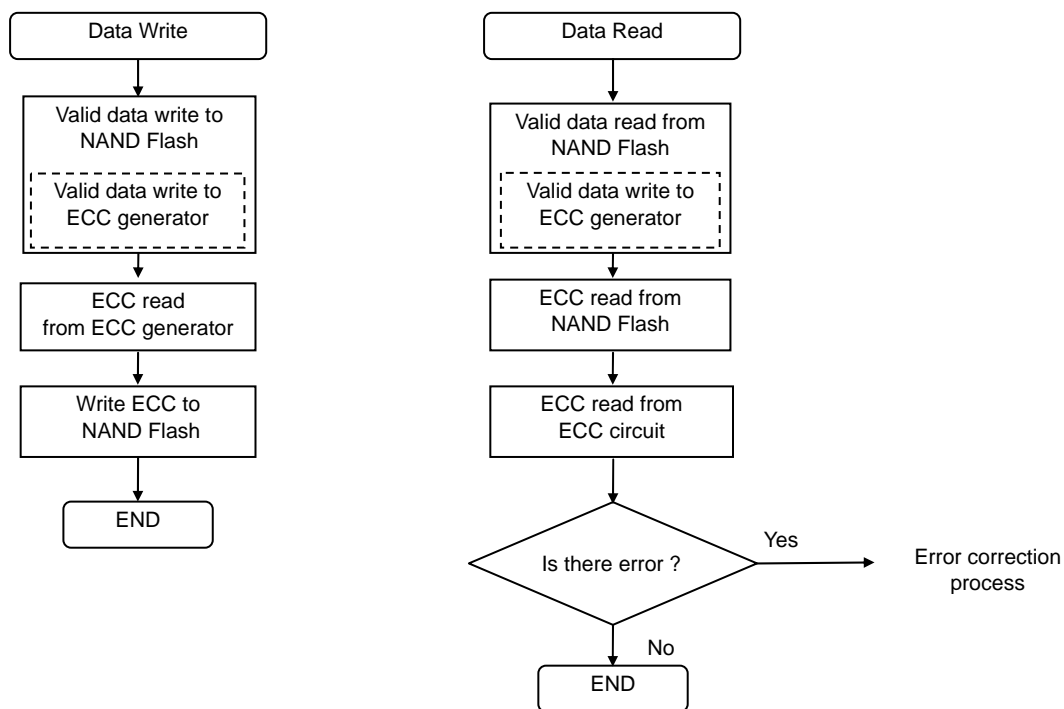 Data Write
Valid data write to
NAND Flash
Valid data write to
ECC generator
ECC read
from ECC generator
Write ECC to
NAND Flash
END
Data Read
Valid data read from
NAND Flash
Valid data write to
ECC generator
ECC read from
NAND Flash
ECC read from
ECC circuit
Is there error ?
Yes
Error correction
process
No
END